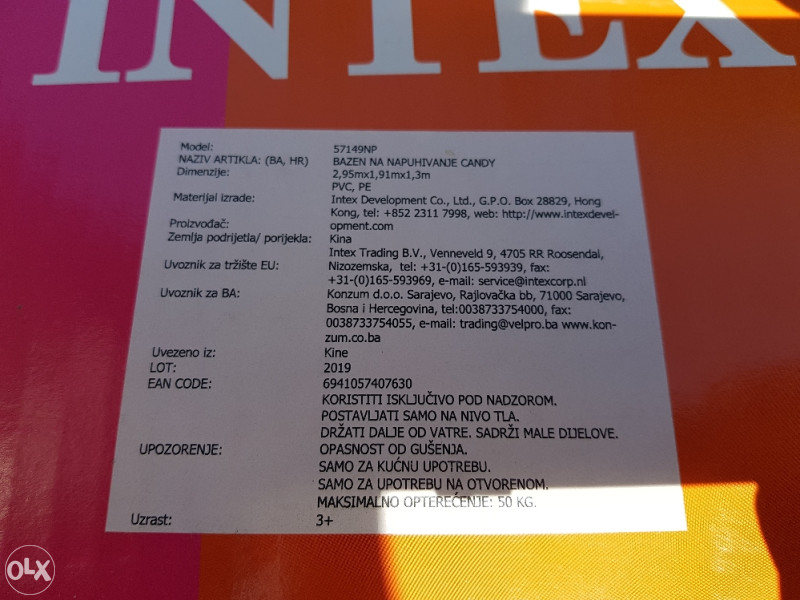 INTEX
Model: 57149NP
NAZIV ARTIKLA: (BA, HR) BAZEN NA NAPUHIVANJE CANDY
Dimenzije: 2,95mx1,91mx1,3m
PVC, PE
Materijal izrade: Intex Development Co., Ltd., G.P.O. Box 28829, Hong
Kong, tel: +852 2311 7998, web: http://www.intexdevel-
Proizvođač: opment.com
Zemlja podrijetla/ porijekla: Kina
Intex Trading B.V., Venneveld 9, 4705 RR Roosendal,
Uvoznik za tržište EU: Nizozemska, tel: +31-(0)165-593939, fax:
+31-(0)165-593969, e-mail: service@intexcorp.nl
Uvoznik za BA: Konzum d.o.o. Sarajevo, Rajlovačka bb, 71000 Sarajevo,
Bosna i Hercegovina, tel:0038733754000, fax:
0038733754055, e-mail: trading@velpro.ba www.kon-
zum.co.ba
Uvezeno iz: Kine
LOT: 2019
EAN CODE: 6941057407630
KORISTITI ISKLJUČIVO POD NADZOROM.
POSTAVLJATI SAMO NA NIVO TLA.
DRŽATI DALJE OD VATRE. SADRŽI MALE DIJELOVE.
UPOZORENJE: OPASNOST OD GUŠENJA.
SAMO ZA KUĆNU UPOTREBU.
SAMO ZA UPOTREBU NA OTVORENOM.
MAKSIMALNO OPTEREĆENJE: 50 KG.
Uzrast: 3+
OLX